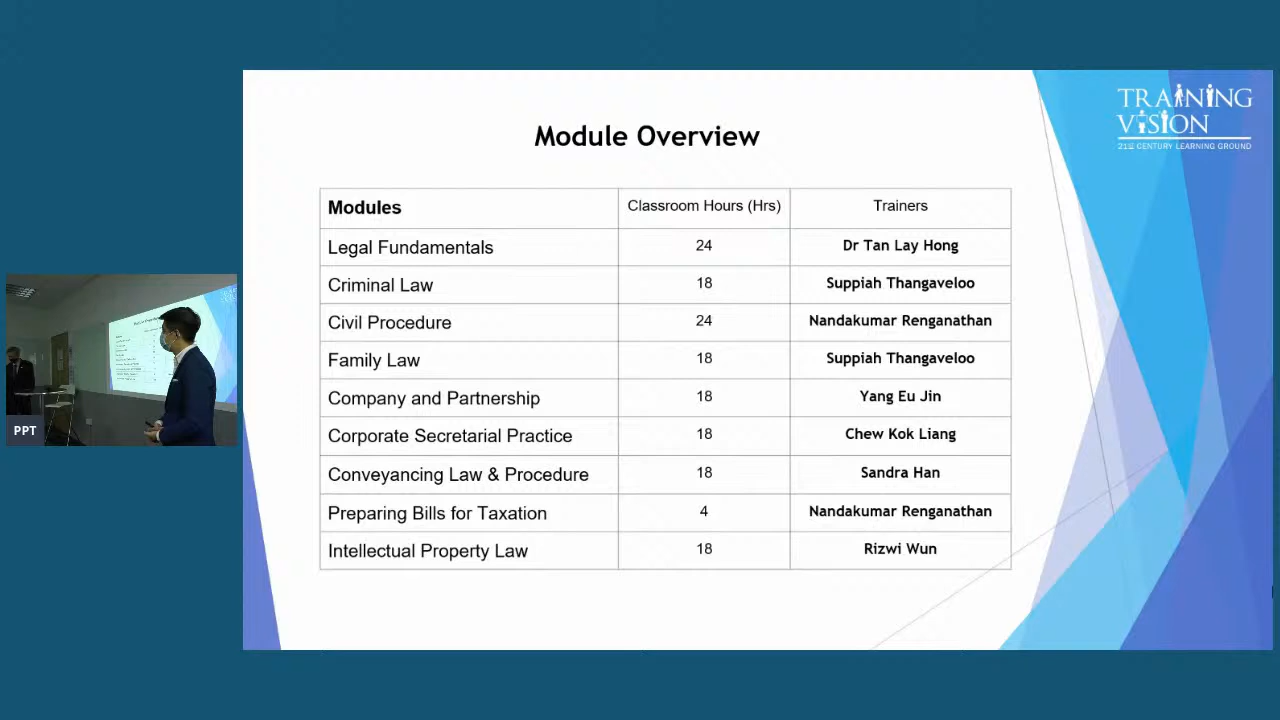 TRAINING
VISION
21st CENTURY LEARNING GROUND
Module Overview
Modules Classroom Hours (Hrs) Trainers
Legal Fundamentals 24 Dr Tan Lay Hong
Criminal Law 18 Suppiah Thangaveloo
Civil Procedure 24 Nandakumar Renganathan
Family Law 18 Suppiah Thangaveloo
Company and Partnership 18 Yang Eu Jin
Corporate Secretarial Practice 18 Chew Kok Liang
Conveyancing Law & Procedure 18 Sandra Han
Preparing Bills for Taxation 4 Nandakumar Renganathan
Intellectual Property Law 18 Rizwi Wun
PPT